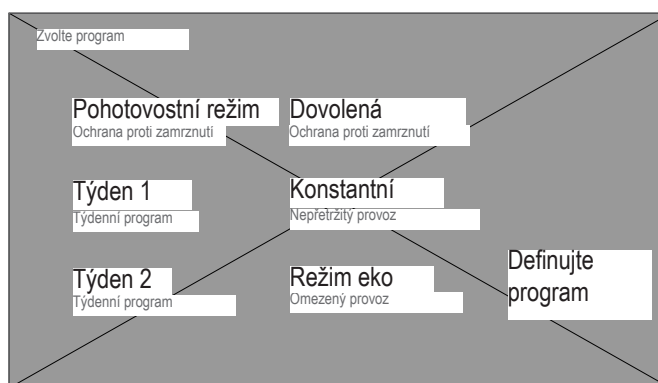 Zvolte program
Pohotovostní režim
Ochrana proti zamrznutí
Dovolená
Ochrana proti zamrznutí
Týden 1
Týdenní program
Konstantní
Nepřetržitý provoz
Týden 2
Týdenní program
Režim eko
Omezený provoz
Definujte
program